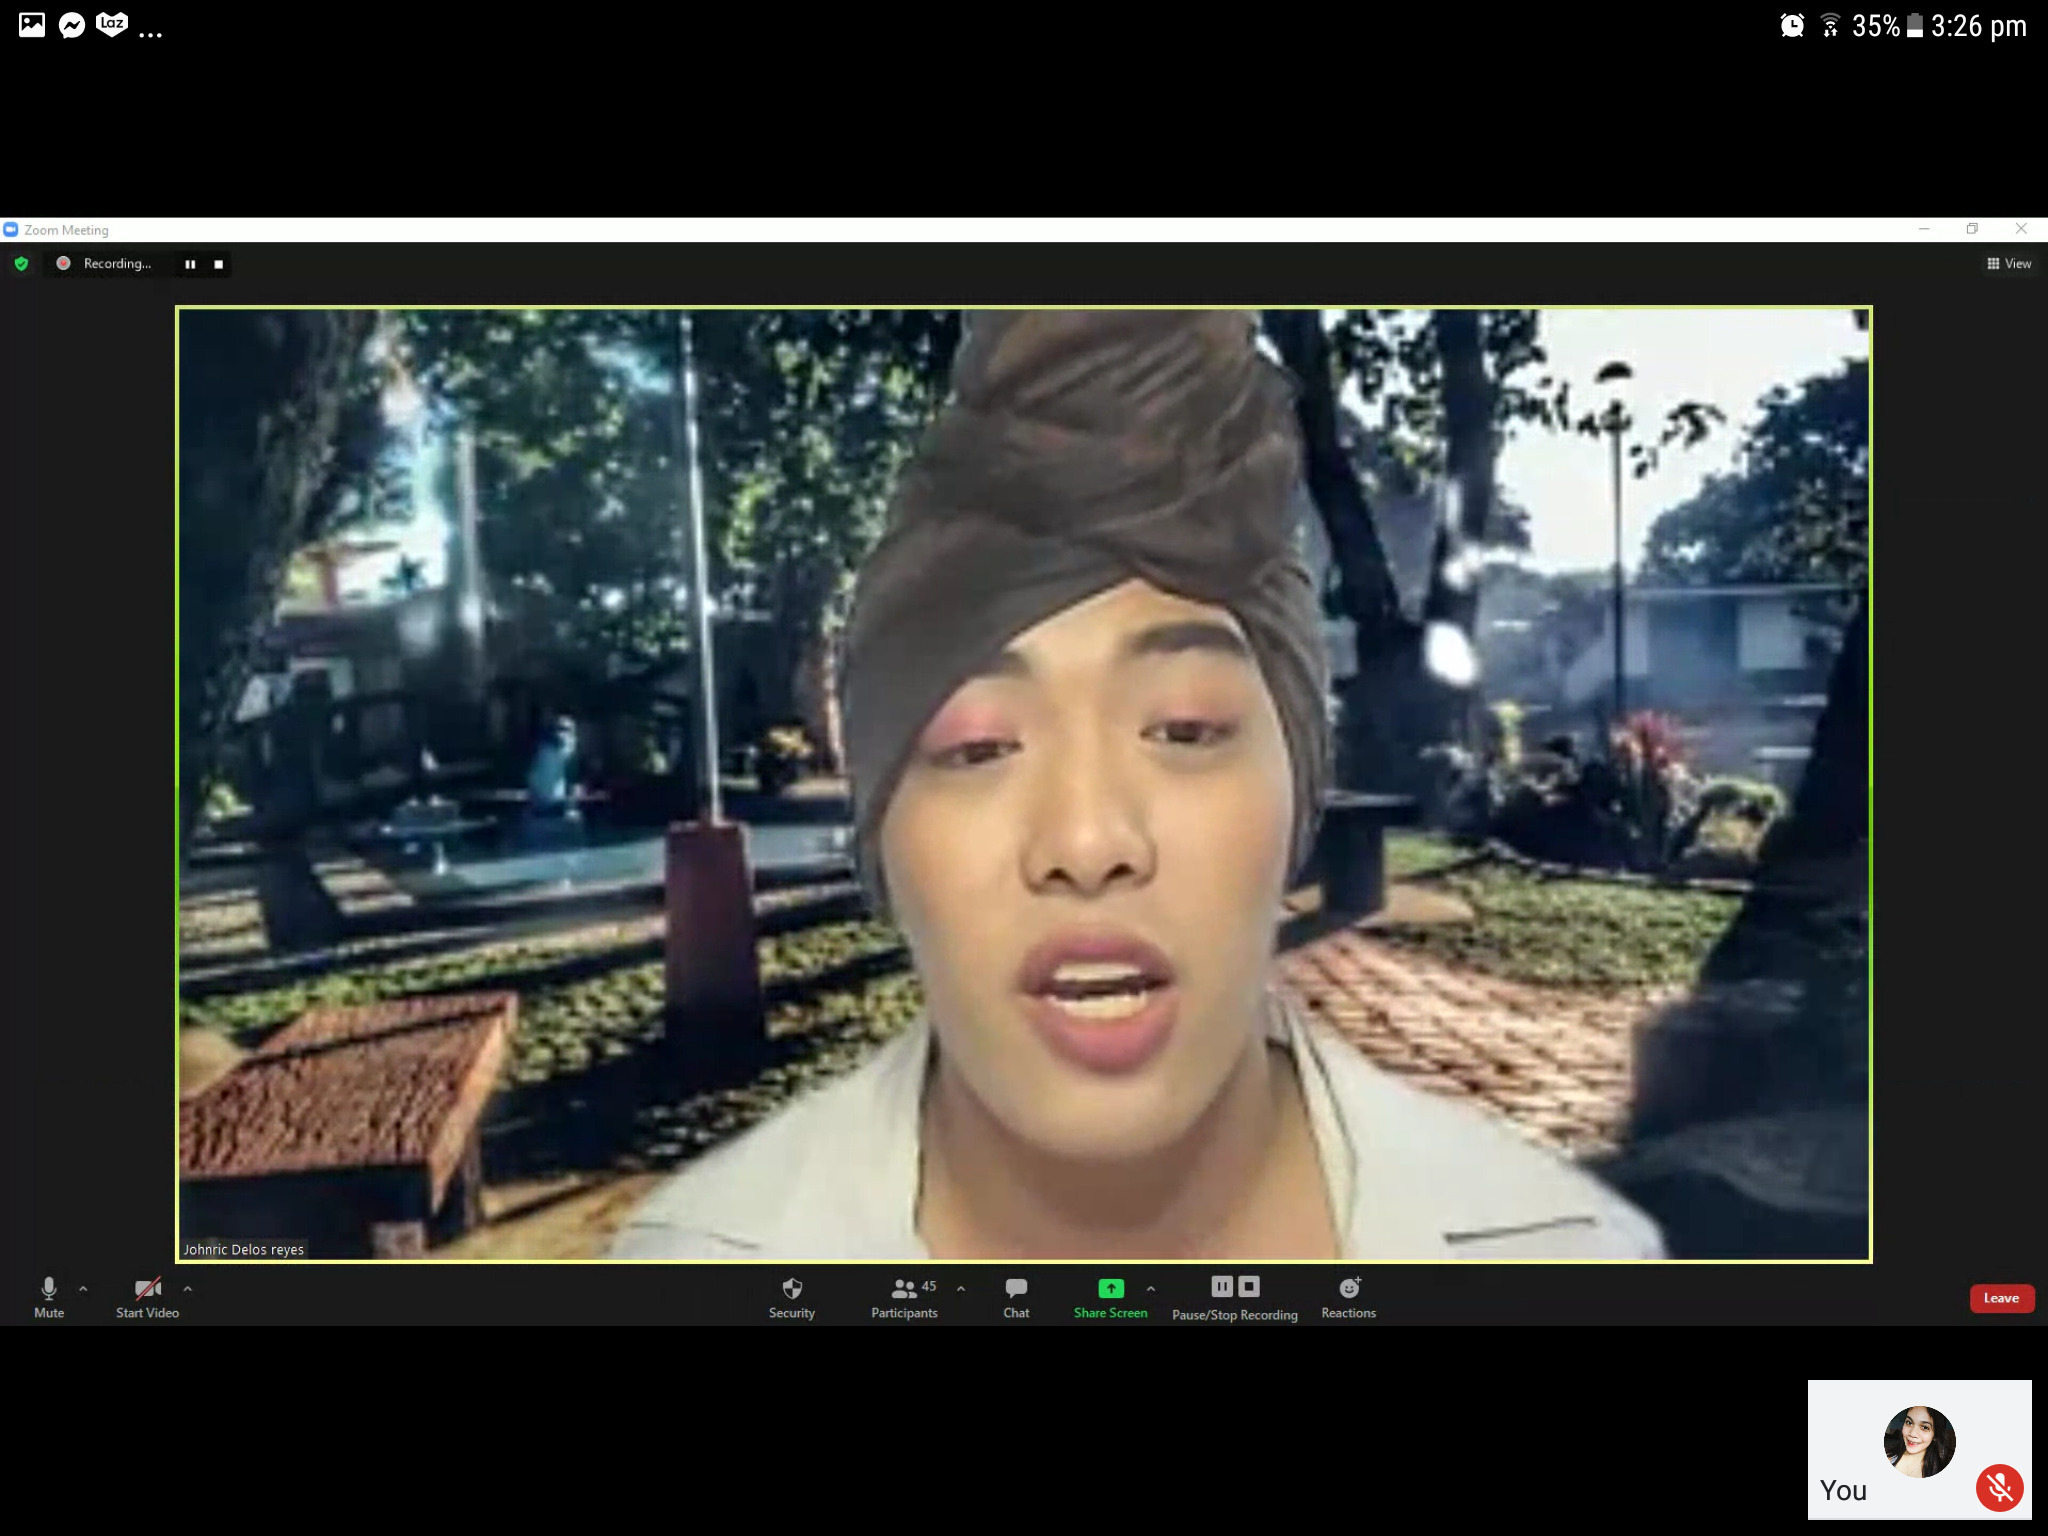 Laz
...
35%
3:26 pm
Zoom Meeting
Recording...
View
Johnric Delos reyes
Mute
Start Video
Security
45
Participants
Chat
Share Screen
Pause/Stop Recording
Reactions
Leave
You